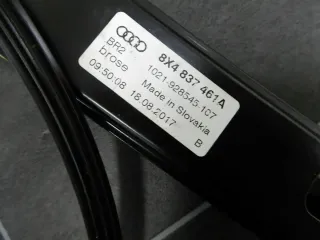 8X4 837 461A
BR2
brose
1021-928545-107
09:50:08 18.08.2017
Made in Slovakia
B